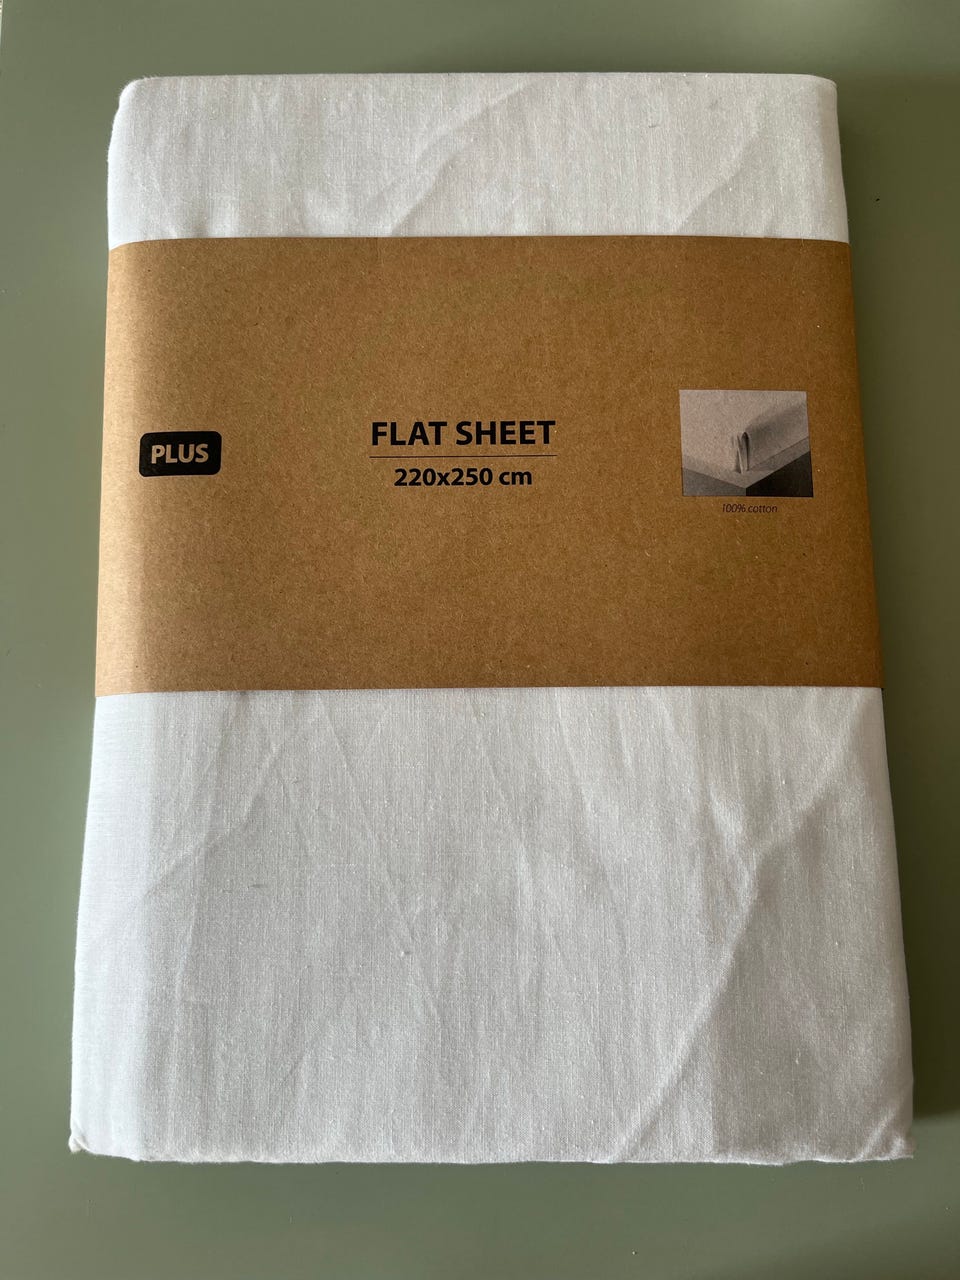 PLUS
FLAT SHEET
220x250 cm
100% cotton